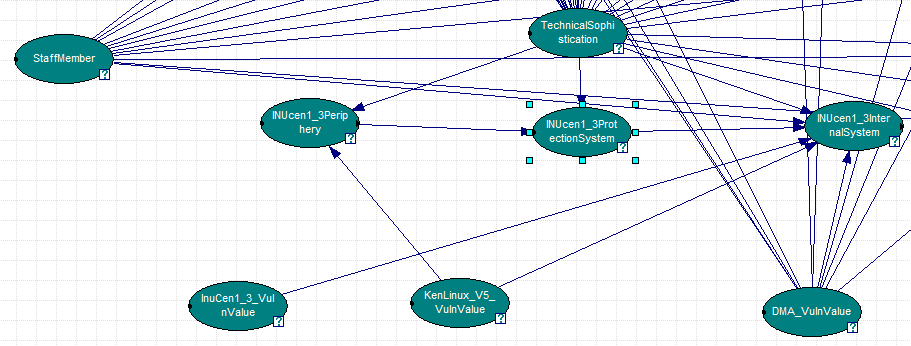 TechnicalSophi
stication
StaffMember
?
?
INUcen1_3Perip
hery
?
INUcen1_3Prot
ectionSystem
?
INUcen1_3Inter
nalSystem
?
InuCen1_3_Vul
nValue
?
KenLinux_V5_
VulnValue
?
DMA_VulnValue
?